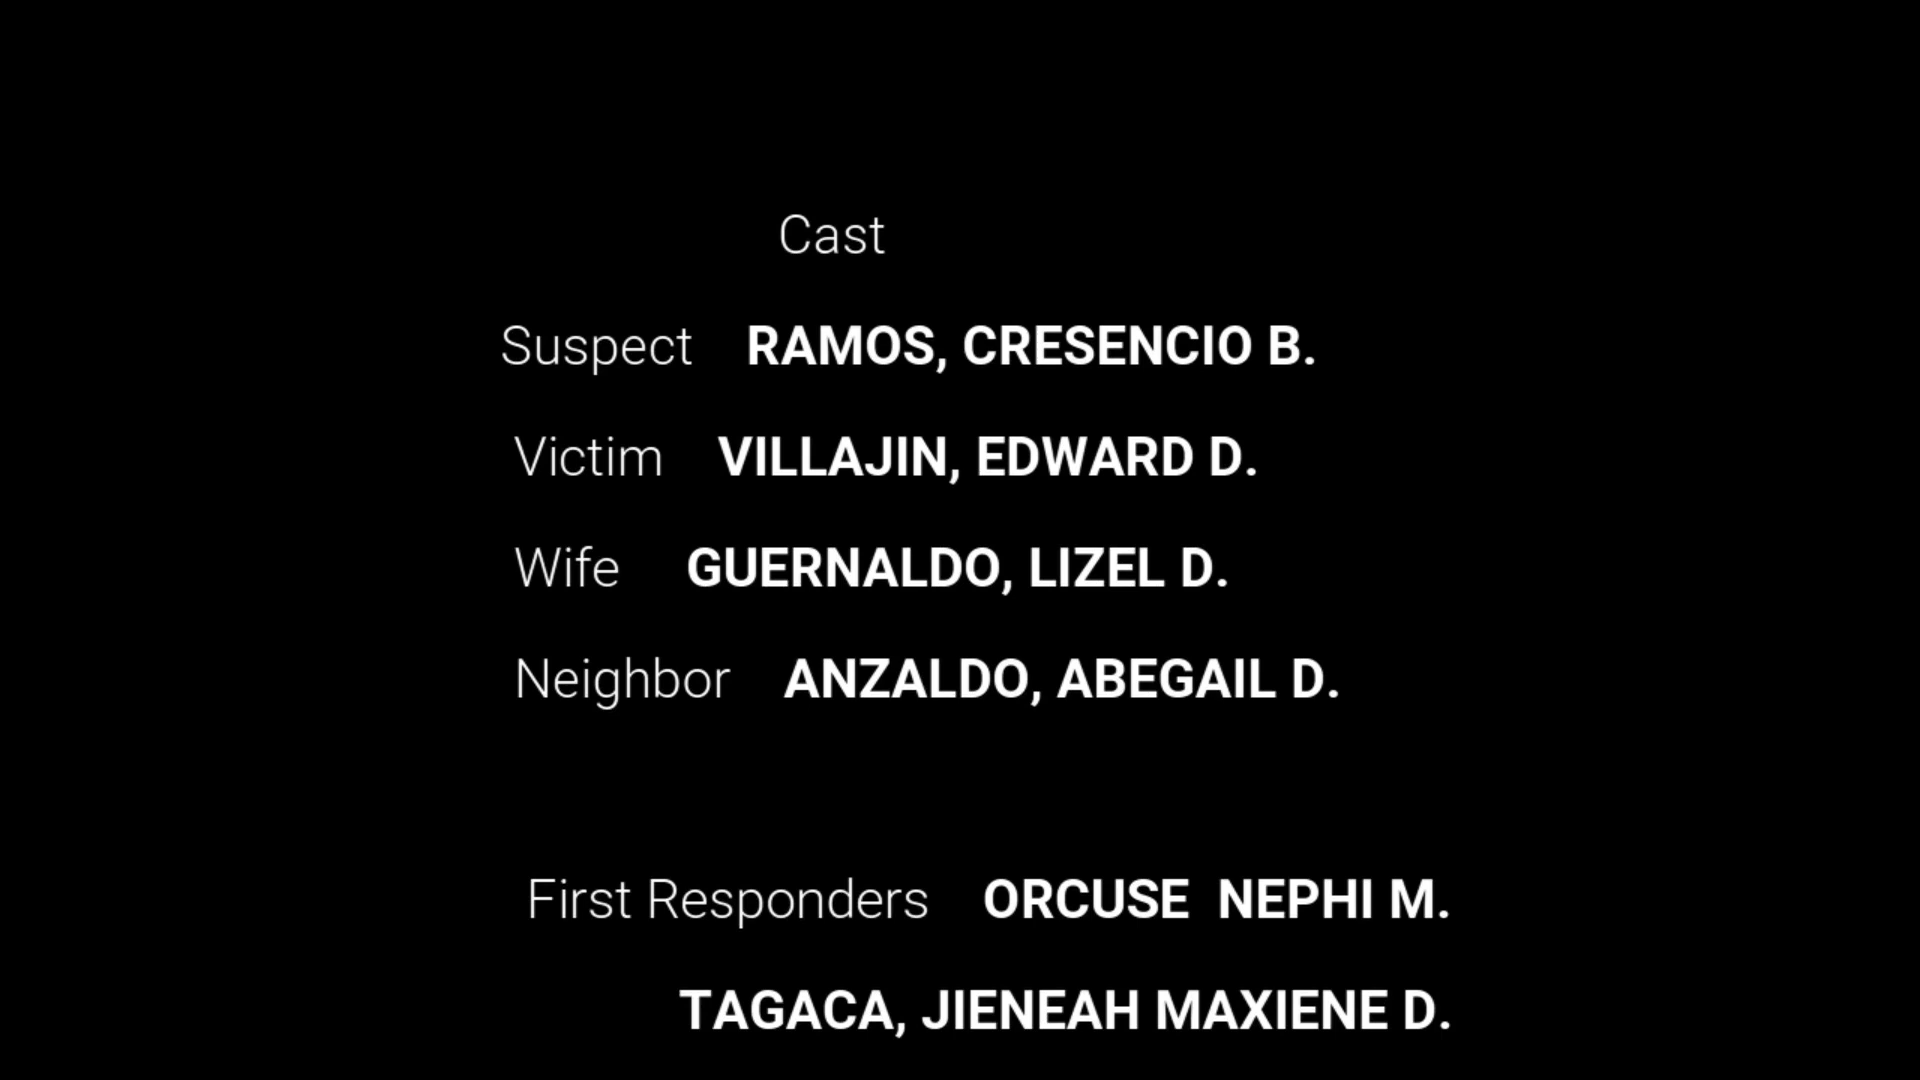 Cast
Suspect RAMOS, CRESENCIO B.
Victim VILLAJIN, EDWARD D.
Wife GUERNALDO, LIZEL D.
Neighbor ANZALDO, ABEGAIL D.
First Responders ORCUSE NEPHI M.
TAGACA, JIENEAH MAXIENE D.